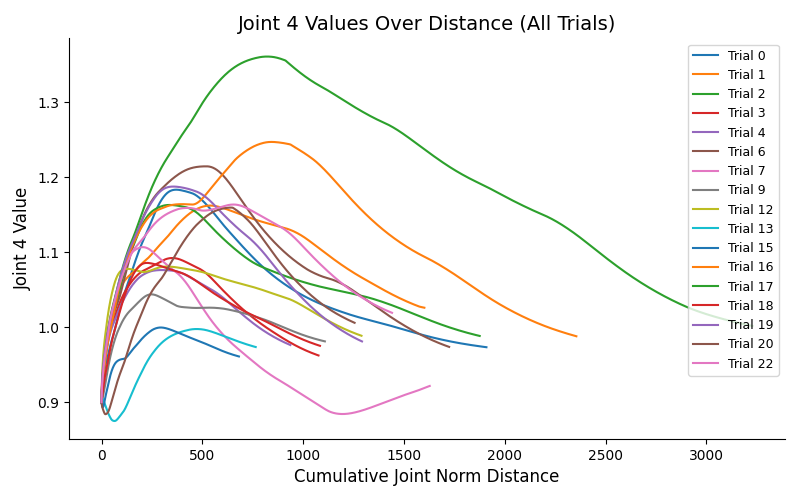 Joint 4 Values Over Distance (All Trials)
Joint 4 Value
1.3
1.2
1.1
1.0
0.9
0
500
1000
1500
2000
2500
3000
Cumulative Joint Norm Distance
Trial 0
Trial 1
Trial 2
Trial 3
Trial 4
Trial 6
Trial 7
Trial 9
Trial 12
Trial 13
Trial 15
Trial 16
Trial 17
Trial 18
Trial 19
Trial 20
Trial 22